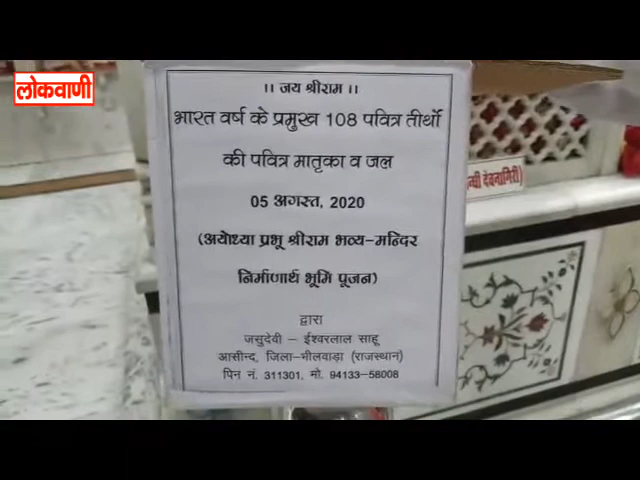 लोकवाणी
।। जय श्रीराम ।।
भारत वर्ष के प्रमुख 108 पवित्र तीर्थो
की पवित्र मातृका व जल
05 अगस्त, 2020
(अयोध्या प्रभू श्रीराम भव्य-मन्दिर
निर्माणार्थ भूमि पूजन)
द्वारा
जसुदेवी – ईश्वरलाल साहू
आसीन्द, जिला-भीलवाड़ा (राजस्थान)
पिन नं. 311301, मो. 94133-58008
देवनागिरी)